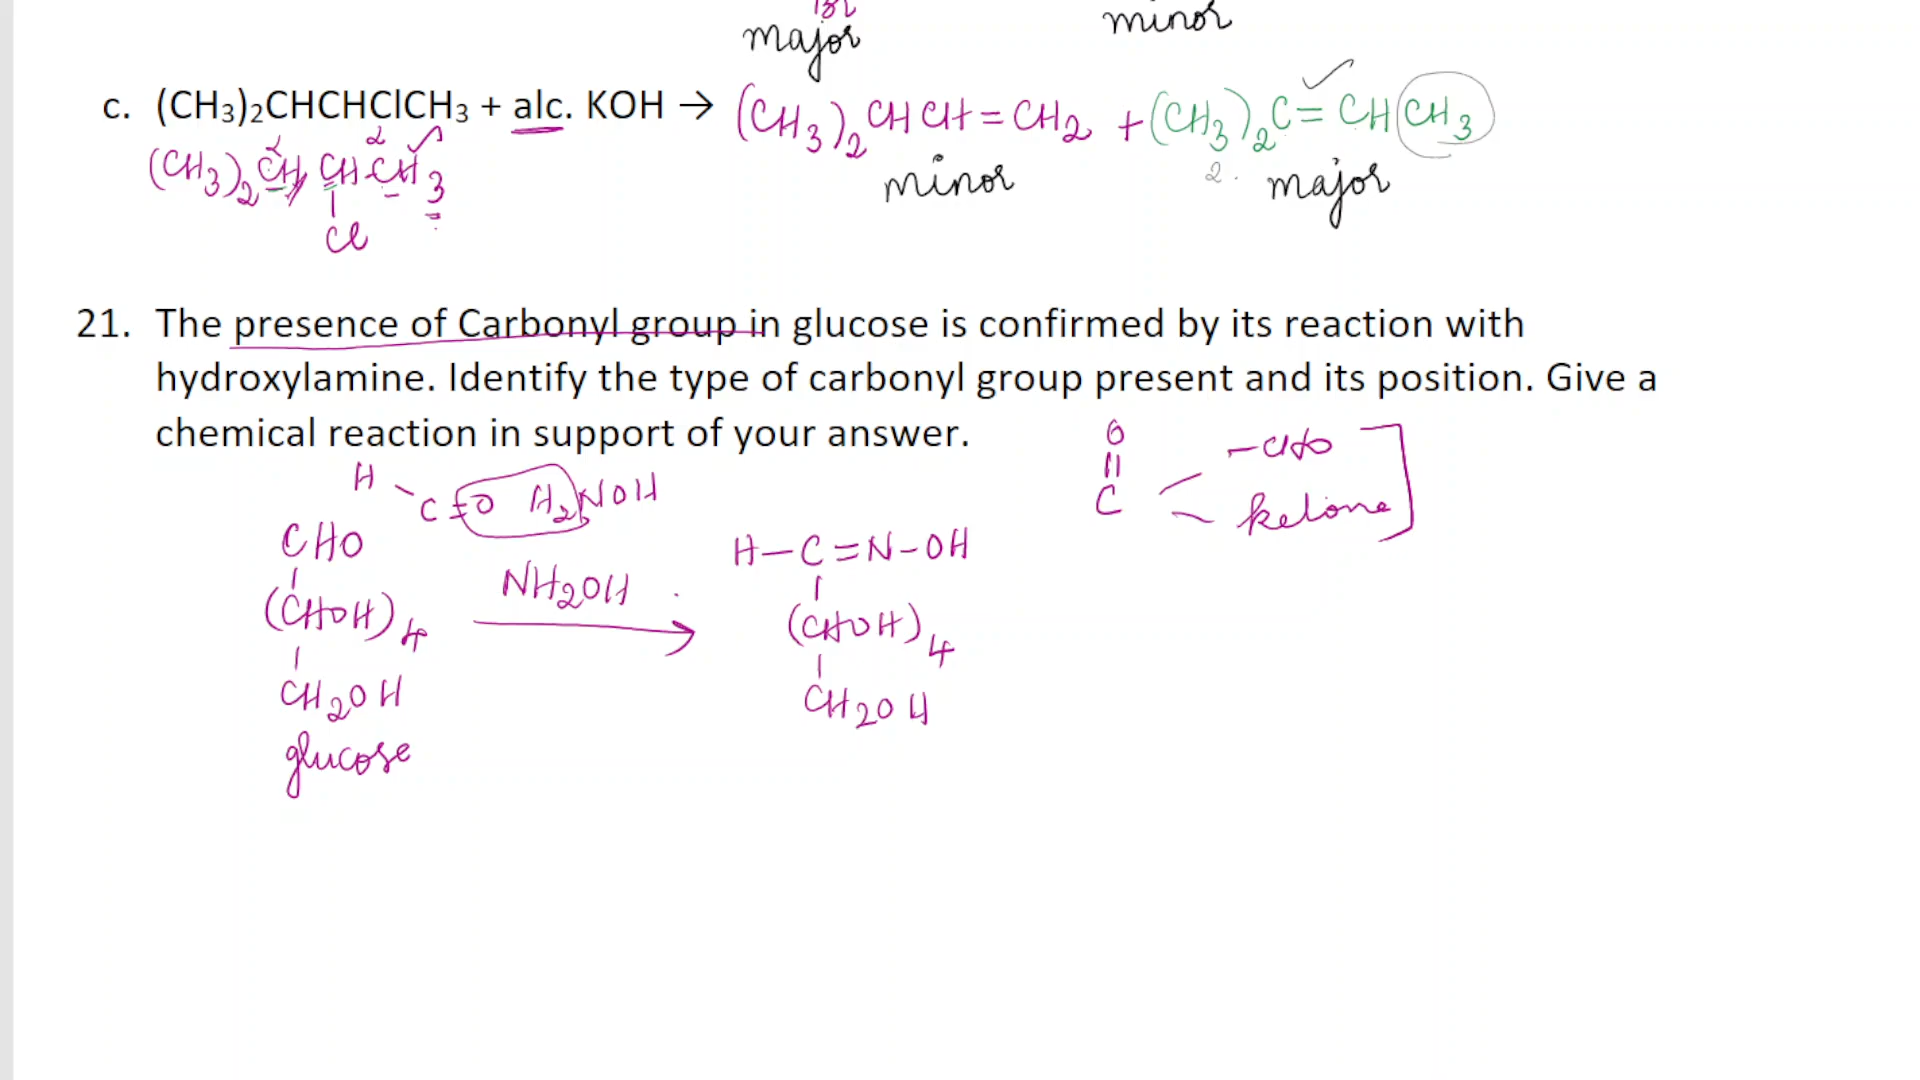 major minor
c. (CH₃)₂CHCHClCH₃ + alc. KOH → (CH₃)₂CHCH=CH₂ + (CH₃)₂C=CHCH₃
(CH₃)₂CH CH-CH₃ minor 2. major
Cl
21. The presence of Carbonyl group in glucose is confirmed by its reaction with
hydroxylamine. Identify the type of carbonyl group present and its position. Give a
chemical reaction in support of your answer.
O
||
C
-CHO
ketone
H
C=O H₂NOH
CHO
(CHOH)₄
CH₂OH
glucose
NH₂OH
H-C=N-OH
(CHOH)₄
CH₂OH